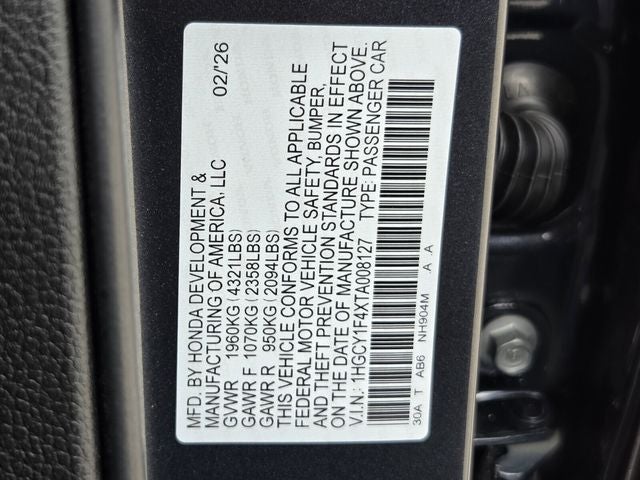 MFD. BY HONDA DEVELOPMENT &
MANUFACTURING OF AMERICA, LLC 02/'26
GVWR 1960KG (4321LBS)
GAWR F 1070KG (2358LBS)
GAWR R 950KG (2094LBS)
THIS VEHICLE CONFORMS TO ALL APPLICABLE
FEDERAL MOTOR VEHICLE SAFETY, BUMPER,
AND THEFT PREVENTION STANDARDS IN EFFECT
ON THE DATE OF MANUFACTURE SHOWN ABOVE.
V.I.N.: 1HGCY1F4XTA008127 TYPE: PASSENGER CAR
30A T AB6 NH904M .A .A